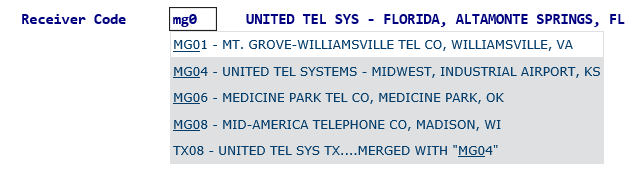 Receiver Code mg0 UNITED TEL SYS - FLORIDA, ALTAMONTE SPRINGS, FL
MG01 - MT. GROVE-WILLIAMSVILLE TEL CO, WILLIAMSVILLE, VA
MG04 - UNITED TEL SYSTEMS - MIDWEST, INDUSTRIAL AIRPORT, KS
MG06 - MEDICINE PARK TEL CO, MEDICINE PARK, OK
MG08 - MID-AMERICA TELEPHONE CO, MADISON, WI
TX08 - UNITED TEL SYS TX....MERGED WITH "MG04"